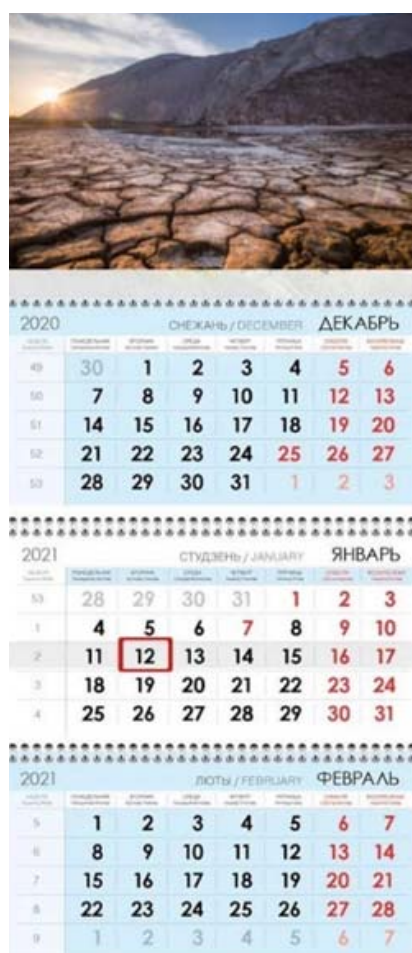 2020 СНЕЖАНЬ / DECEMBER ДЕКАБРЬ
49 30 1 2 3 4 5 6
50 7 8 9 10 11 12 13
51 14 15 16 17 18 19 20
52 21 22 23 24 25 26 27
53 28 29 30 31 1 2 3
2021 СТУДЗЕНЬ / JANUARY ЯНВАРЬ
53 28 29 30 31 1 2 3
1 4 5 6 7 8 9 10
2 11 12 13 14 15 16 17
3 18 19 20 21 22 23 24
4 25 26 27 28 29 30 31
2021 ЛЮТЫ / FEBRUARY ФЕВРАЛЬ
5 1 2 3 4 5 6 7
6 8 9 10 11 12 13 14
7 15 16 17 18 19 20 21
8 22 23 24 25 26 27 28
9 1 2 3 4 5 6 7